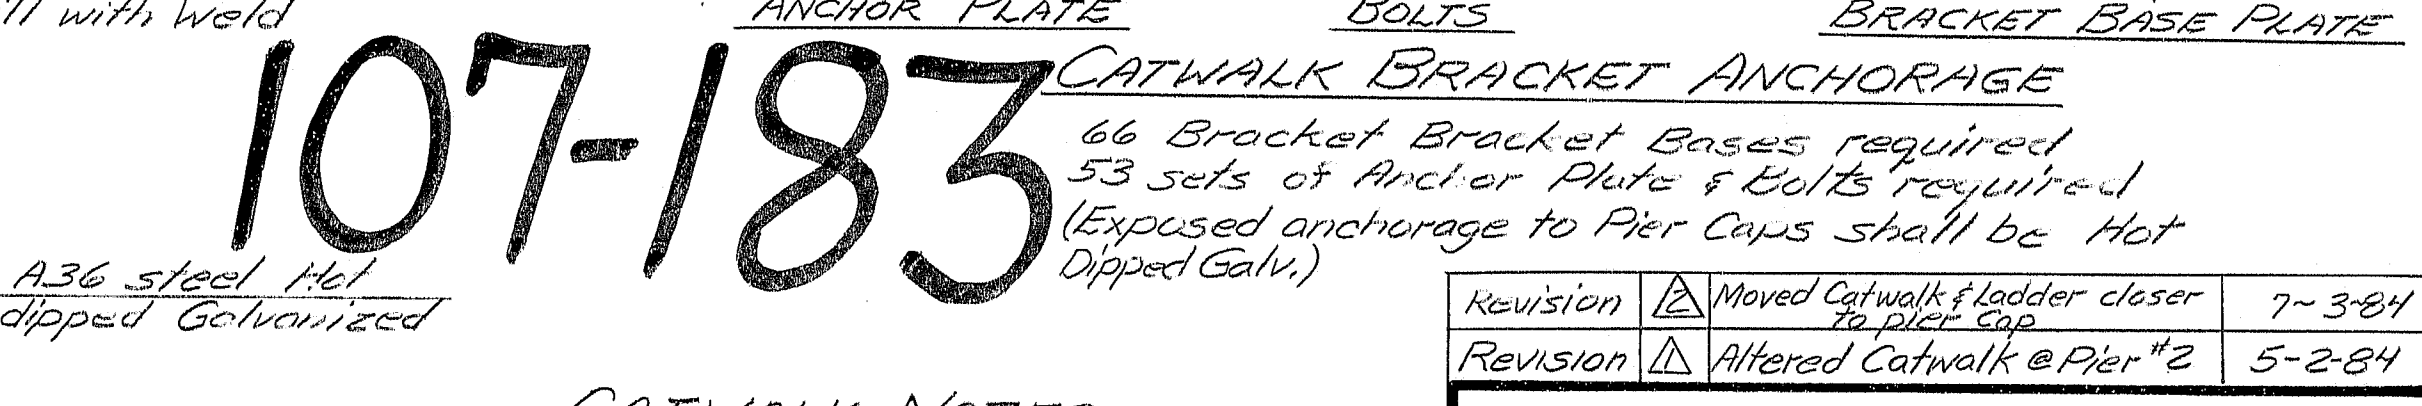 with Weld
ANCHOR PLATE
BOLTS
BRACKET BASE PLATE
107-183
CATWALK BRACKET ANCHORAGE
66 Bracket Bracket Bases required
53 sets of Anchor Plate & Bolts required
(Exposed anchorage to Pier Caps shall be Hot
Dipped Galv.)
A36 steel Hot
dipped Galvanized
Revision 2 Moved Catwalk & Ladder closer to pier cap 7-3-84
Revision 1 Altered Catwalk @ Pier #2 5-2-84
CATWALK NOTES